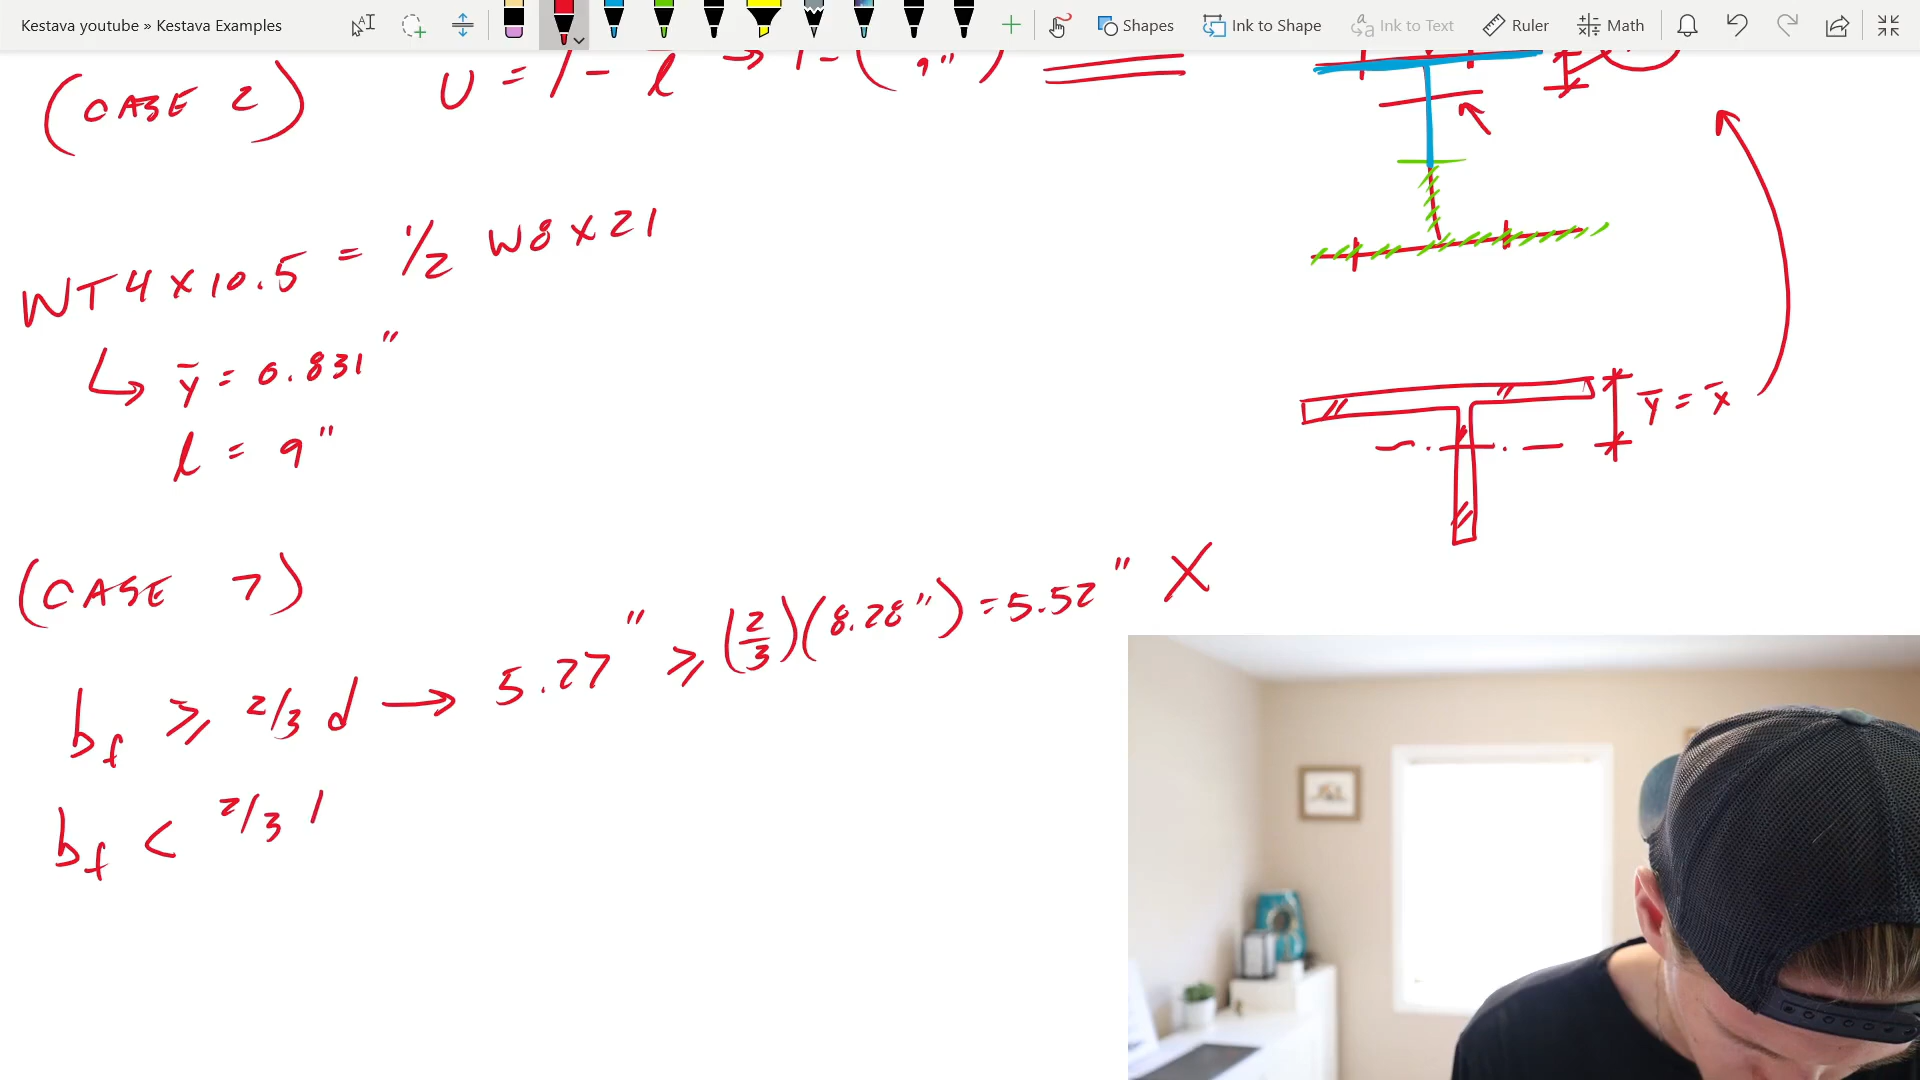 Kestava youtube » Kestava Examples
Shapes
Ink to Shape
Ink to Text
Ruler
Math
(CASE 2) U = 1 - l → 1 - ( 9" )
WT4 x 10.5 = 1/2 W8 x 21
ȳ = 0.831"
l = 9"
ȳ = x̄
(CASE 7)
bf ≥ 2/3 d → 5.27" ≥ (2/3)(8.28") = 5.52" X
bf < 2/3